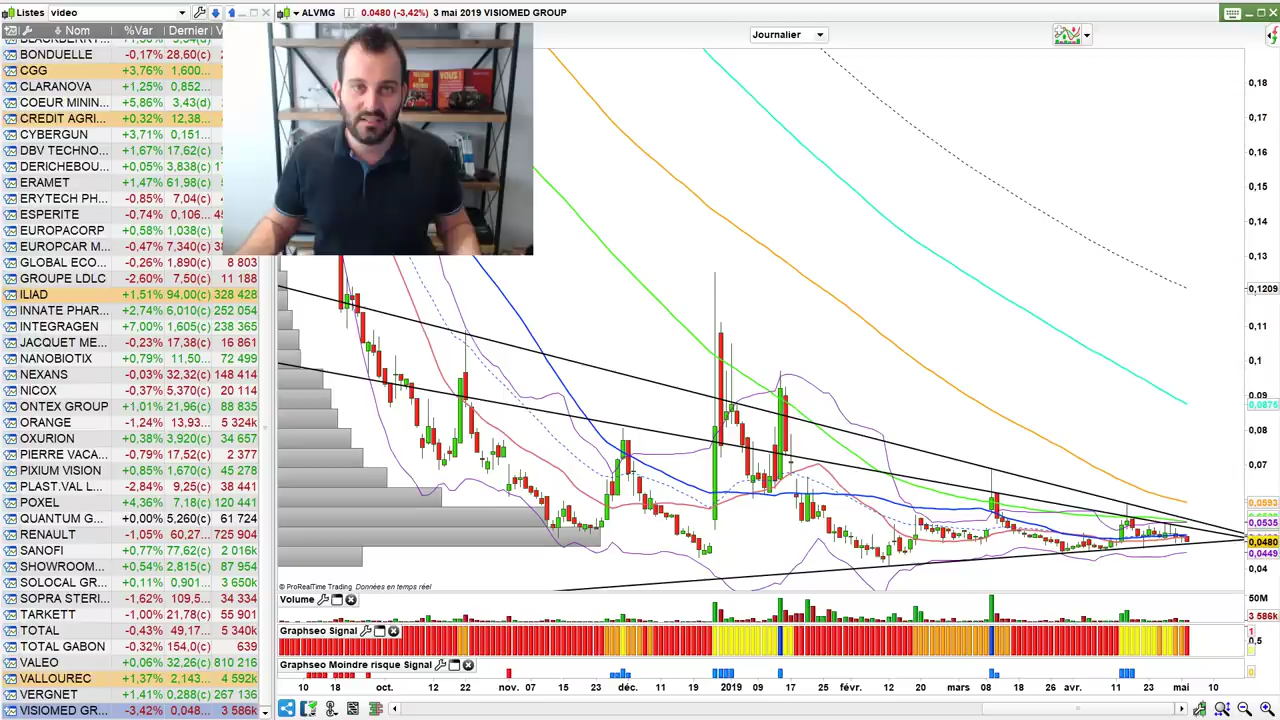 Listes video
ALVMG 0.0480 (-3,42%) 3 mai 2019 VISIOMED GROUP
Nom %Var Dernier V
Journalier
BONDUELLE -0,17% 28,60(c)
CGG +3,76% 1,600...
CLARANOVA +1,25% 0,852...
COEUR MININ... +5,86% 3,43(d)
CREDIT AGRI... +0,32% 12,38...
CYBERGUN +3,71% 0,151...
DBV TECHNO... +1,67% 17,62(c)
DERICHEBOU... +0,05% 3,838(c)
ERAMET +1,47% 61,98(c)
ERYTECH PH... -0,85% 7,04(c)
ESPERITE -0,74% 0,106...
EUROPACORP +0,58% 1,038(c)
EUROPCAR M... -0,47% 7,340(c)
GLOBAL ECO... -0,26% 1,890(c) 8 803
GROUPE LDLC -2,60% 7,50(c) 11 188
ILIAD +1,51% 94,00(c) 328 428
INNATE PHAR... +2,74% 6,010(c) 252 054
INTEGRAGEN +7,00% 1,605(c) 238 365
JACQUET ME... -0,23% 17,38(c) 16 861
NANOBIOTIX +0,79% 11,50... 72 499
NEXANS -0,03% 32,32(c) 148 414
NICOX -0,37% 5,370(c) 20 114
ONTEX GROUP +1,01% 21,96(c) 88 835
ORANGE -1,24% 13,93... 5 324k
OXURION +0,38% 3,920(c) 34 657
PIERRE VACA... -0,79% 17,52(c) 2 377
PIXIUM VISION +0,85% 1,670(c) 45 278
PLAST.VAL L... -2,84% 9,25(c) 38 441
POXEL +4,36% 7,18(c) 120 441
QUANTUM G... +0,00% 5,260(c) 61 724
RENAULT -1,05% 60,27... 725 904
SANOFI +0,77% 77,62(c) 2 016k
SHOWROOM... +0,54% 2,815(c) 87 954
SOLOCAL GR... +0,11% 0,901... 3 650k
SOPRA STERI... -1,62% 109,5... 34 334
TARKETT -1,00% 21,78(c) 55 901
TOTAL -0,43% 49,17... 5 340k
TOTAL GABON -0,32% 154,0(c) 639
VALEO +0,06% 32,26(c) 810 216
VALLOUREC +1,37% 2,143... 4 592k
VERGNET +1,41% 0,288(c) 267 136
VISIOMED GR... -3,42% 0,048... 3 586k
0,18
0,17
0,16
0,15
0,14
0,13
0,1209
0,11
0,1
0,09
0,0875
0,08
0,07
0,0593
0,0535
0,0480
0,0449
0,04
© ProRealTime Trading Données en temps réel
Volume
50M
3 586k
Graphseo Signal
1
0,5
Graphseo Moindre risque Signal
10 18 oct. 12 22 nov. 07 15 23 déc. 11 19 2019 09 17 25 févr. 12 20 mars 08 18 26 avr. 11 23 mai 10